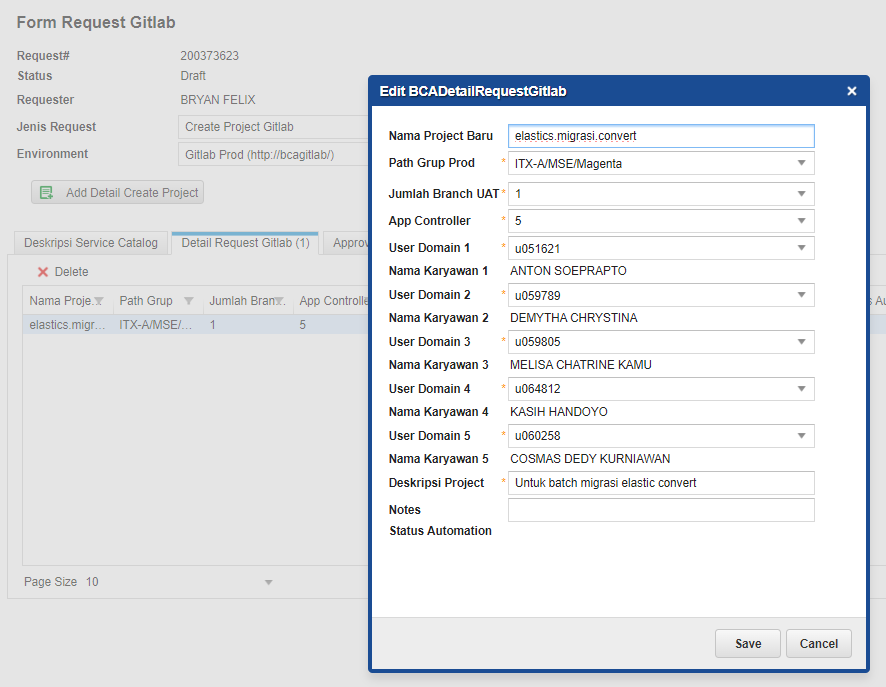 Form Request Gitlab
Request# 200373623
Status Draft
Requester BRYAN FELIX
Jenis Request Create Project Gitlab
Environment Gitlab Prod (http://bcagitlab/)
Add Detail Create Project
Deskripsi Service Catalog Detail Request Gitlab (1) Approv
Delete
Nama Proje... Path Grup Jumlah Bran... App Controlle
elastics.migr... ITX-A/MSE/... 1 5
Page Size 10
Edit BCADetailRequestGitlab ×
Nama Project Baru elastics.migrasi.convert
Path Grup Prod * ITX-A/MSE/Magenta
Jumlah Branch UAT * 1
App Controller * 5
User Domain 1 * u051621
Nama Karyawan 1 ANTON SOEPRAPTO
User Domain 2 * u059789
Nama Karyawan 2 DEMYTHA CHRYSTINA
User Domain 3 * u059805
Nama Karyawan 3 MELISA CHATRINE KAMU
User Domain 4 * u064812
Nama Karyawan 4 KASIH HANDOYO
User Domain 5 * u060258
Nama Karyawan 5 COSMAS DEDY KURNIAWAN
Deskripsi Project * Untuk batch migrasi elastic convert
Notes
Status Automation
Save Cancel
s Au